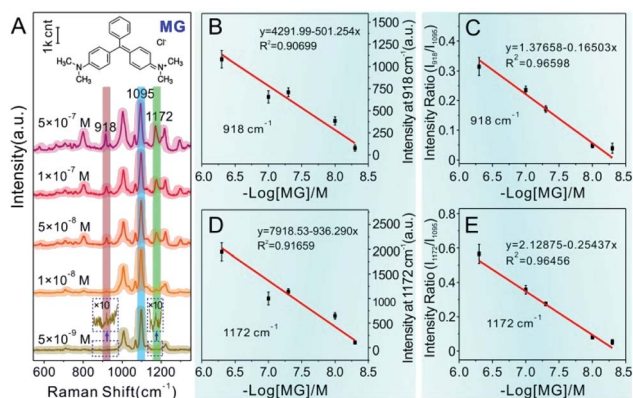 A
MG
1k cnt
Cl⁻
H₃C
N
CH₃
N⁺
CH₃
CH₃
1095
918
1172
5×10⁻⁷ M
1×10⁻⁷ M
5×10⁻⁸ M
1×10⁻⁸ M
×10
×10
5×10⁻⁹ M
Intensity(a.u.)
600 800 1000 1200
Raman Shift(cm⁻¹)
B
y=4291.99-501.254x
R²=0.90699
918 cm⁻¹
Intensity at 918 cm⁻¹(a.u.)
1500
1250
1000
750
500
250
0
6.0 6.5 7.0 7.5 8.0 8.5
-Log[MG]/M
C
y=1.37658-0.16503x
R²=0.96598
918 cm⁻¹
Intensity Ratio (I₉₁₈/I₁₀₉₅)
0.4
0.3
0.2
0.1
0
6.0 6.5 7.0 7.5 8.0 8.5
-Log[MG]/M
D
y=7918.53-936.290x
R²=0.91659
1172 cm⁻¹
Intensity at 1172 cm⁻¹(a.u.)
2500
2000
1500
1000
500
0
6.0 6.5 7.0 7.5 8.0 8.5
-Log[MG]/M
E
y=2.12875-0.25437x
R²=0.96456
1172 cm⁻¹
Intensity Ratio (I₁₁₇₂/I₁₀₉₅)
0.8
0.6
0.4
0.2
0
6.0 6.5 7.0 7.5 8.0 8.5
-Log[MG]/M